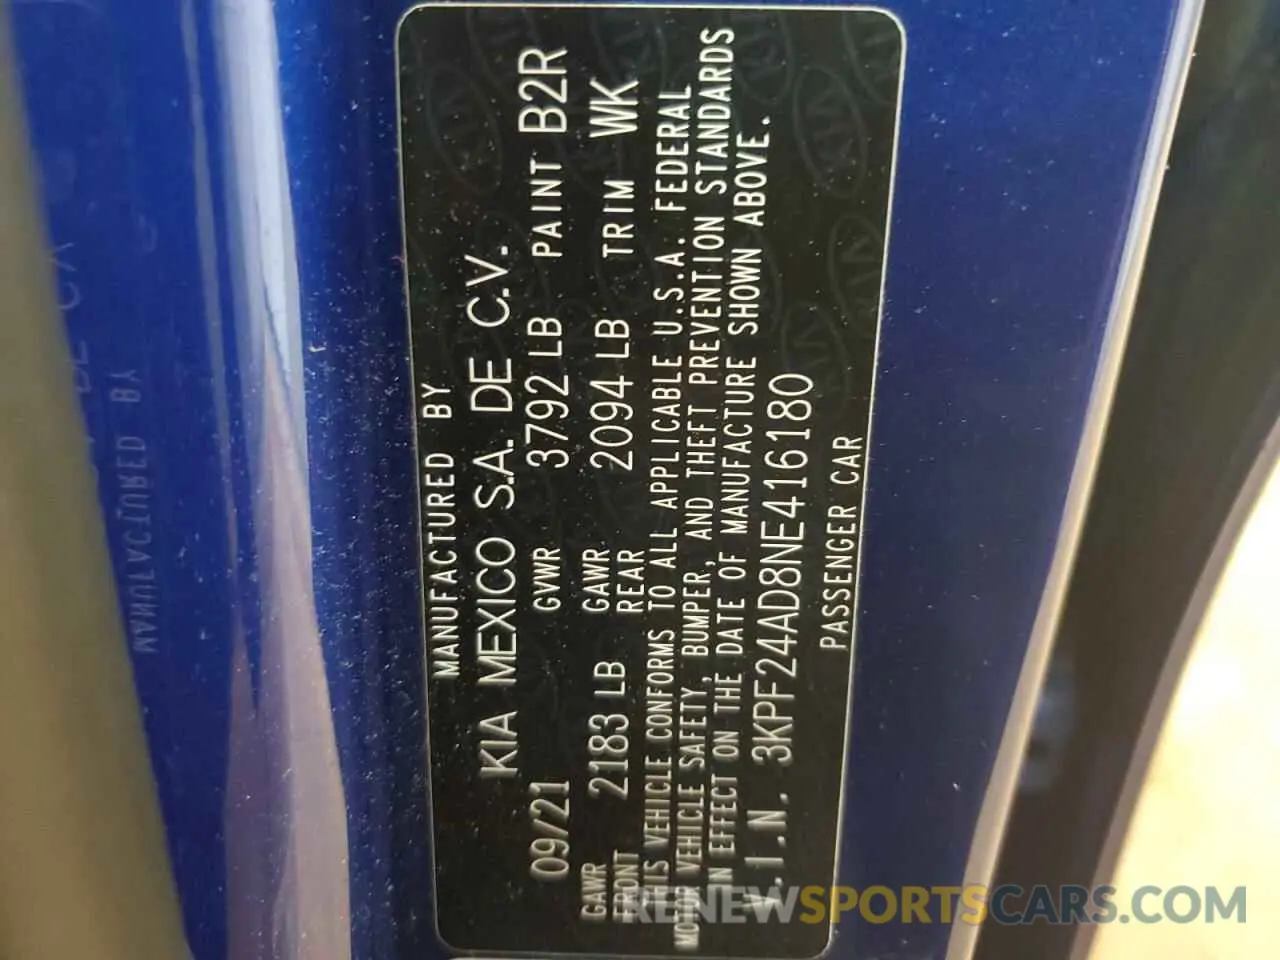 MANUFACTURED BY
KIA MEXICO S.A. DE C.V.
09/21 GVWR 3792 LB PAINT B2R
GAWR FRONT 2183 LB GAWR REAR 2094 LB TRIM WK
THIS VEHICLE CONFORMS TO ALL APPLICABLE U.S.A. FEDERAL
MOTOR VEHICLE SAFETY, BUMPER, AND THEFT PREVENTION STANDARDS
IN EFFECT ON THE DATE OF MANUFACTURE SHOWN ABOVE.
V.I.N. 3KPF24AD8NE416180
PASSENGER CAR
RENEWSPORTSCARS.COM